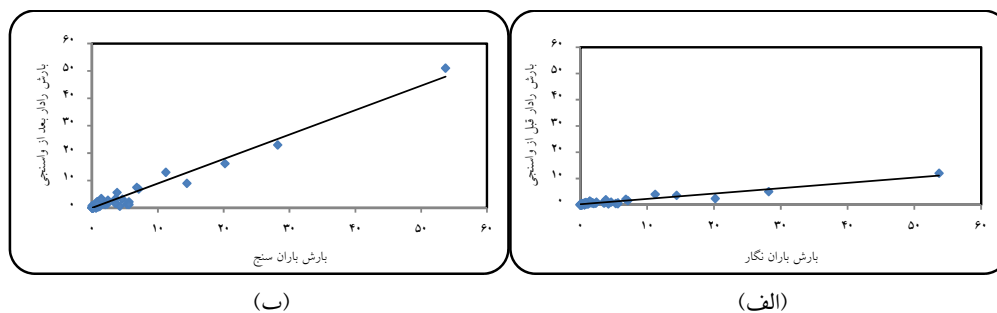 بارش رادار قبل از واسنجی
۶۰
۵۰
۴۰
۳۰
۲۰
۱۰
۰
۰ ۱۰ ۲۰ ۳۰ ۴۰ ۵۰ ۶۰
بارش باران نگار
(الف)
بارش رادار بعد از واسنجی
۶۰
۵۰
۴۰
۳۰
۲۰
۱۰
۰
۰ ۱۰ ۲۰ ۳۰ ۴۰ ۵۰ ۶۰
بارش باران سنج
(ب)